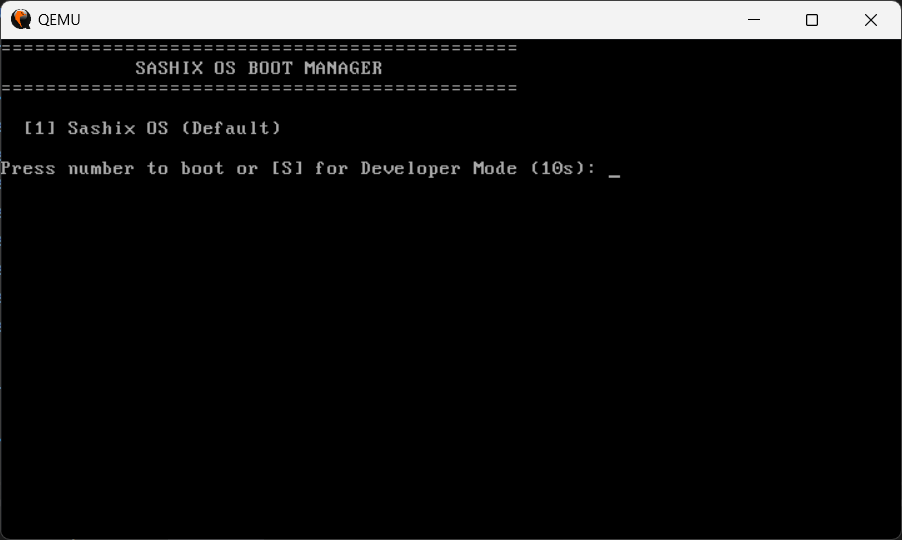 QEMU
==============================================
SASHIX OS BOOT MANAGER
==============================================
[1] Sashix OS (Default)
Press number to boot or [S] for Developer Mode (10s): _